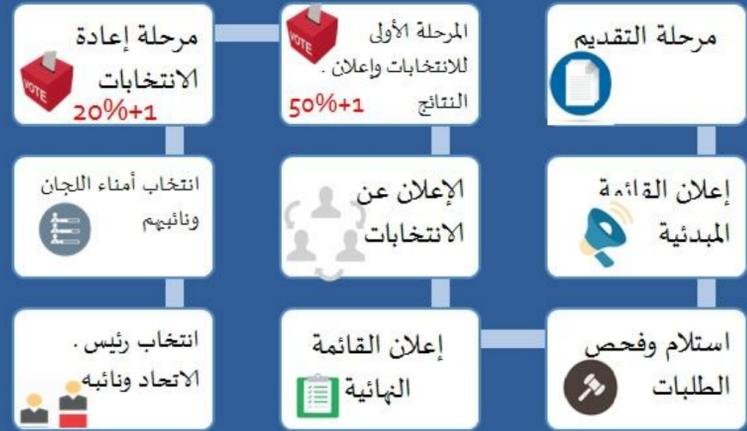 مرحلة التقديم
إعلان القائمة
المبدئية
استلام وفحص
الطلبات
إعلان القائمة
النهائية
الإعلان عن
الانتخابات
المرحلة الأولى
للانتخابات وإعلان .
النتائج
50%+1
VOTE
مرحلة إعادة
الانتخابات
20%+1
VOTE
انتخاب أمناء اللجان
ونائبيهم
انتخاب رئيس .
الاتحاد ونائبه